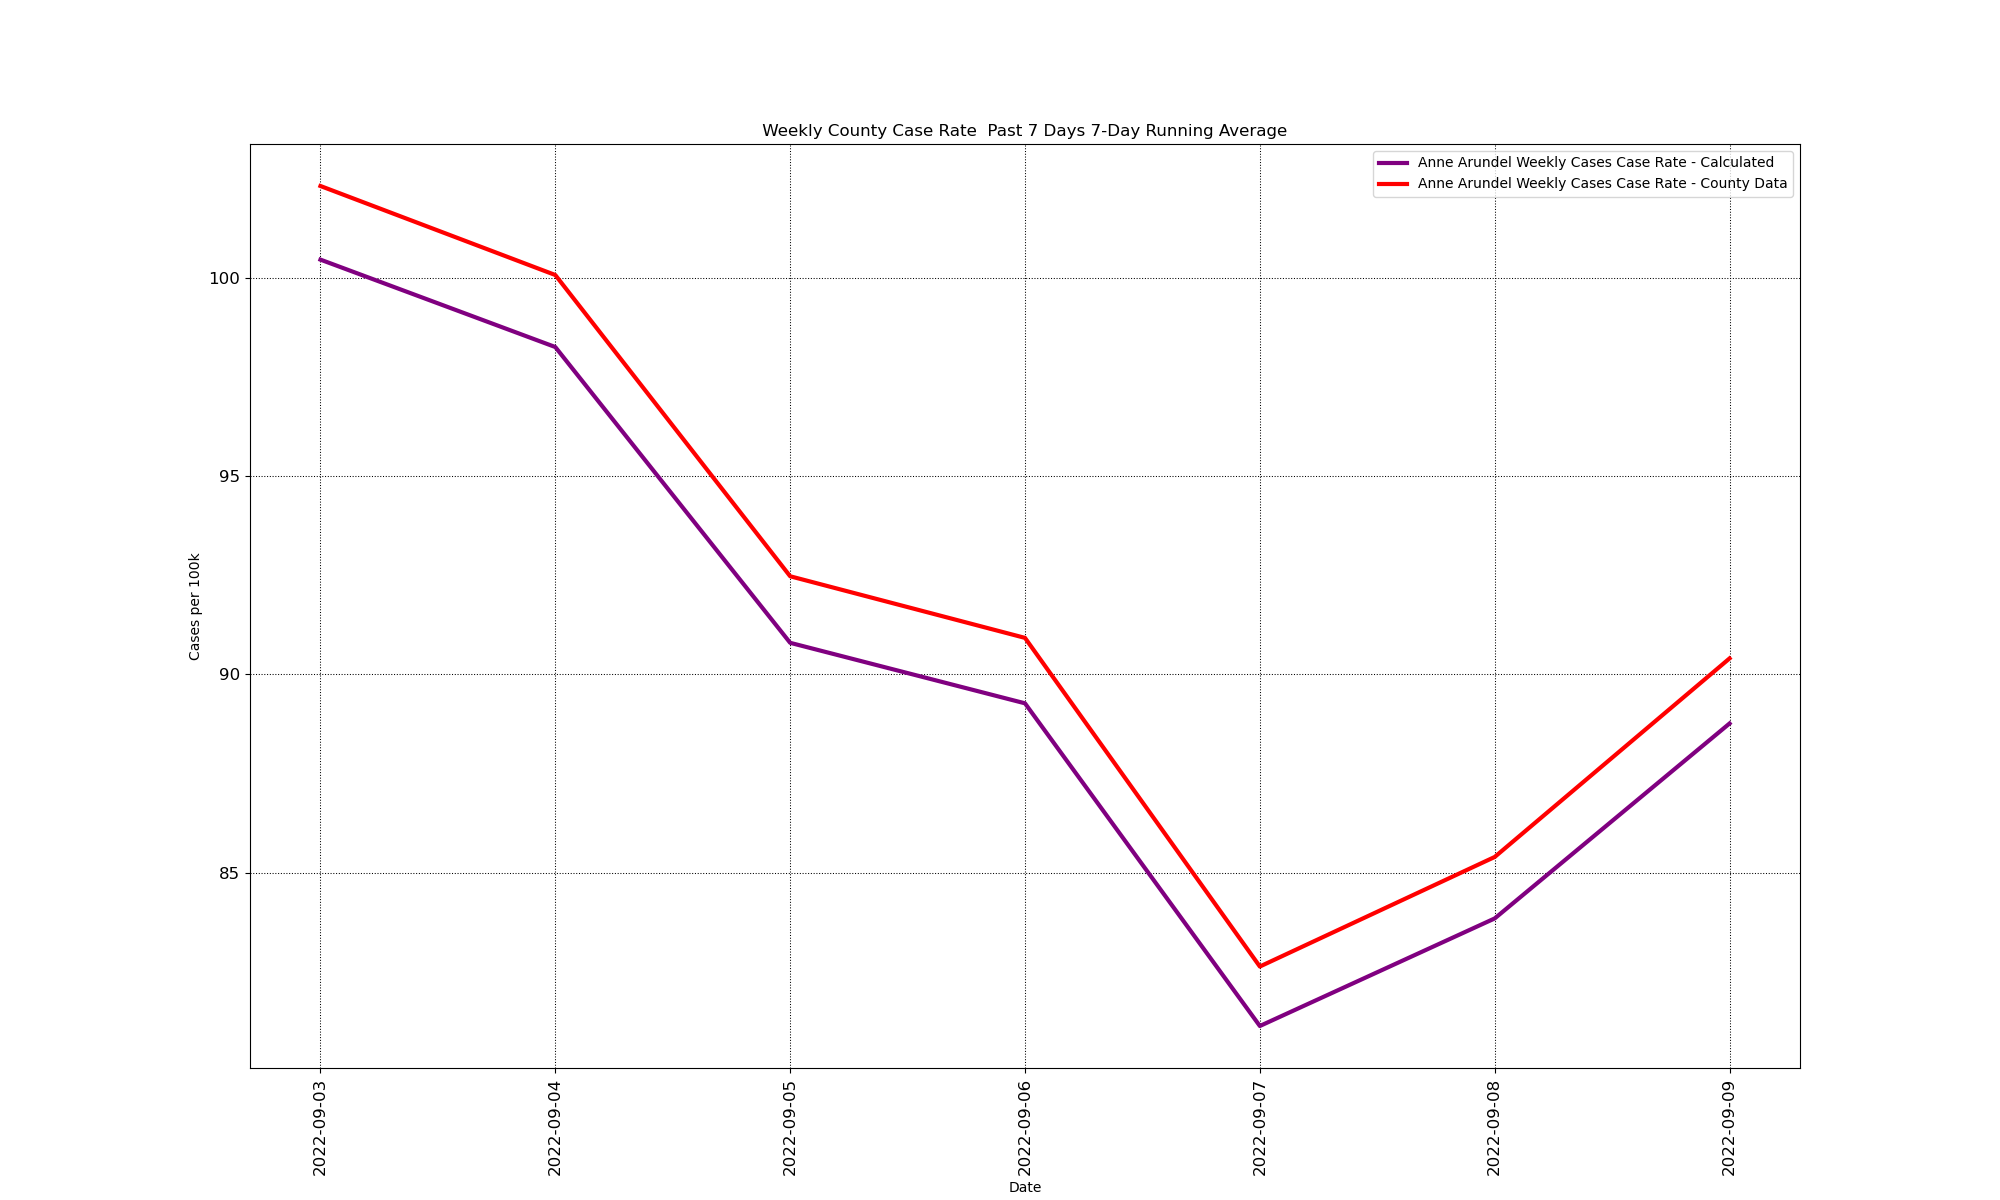 Weekly County Case Rate  Past 7 Days 7-Day Running Average
Anne Arundel Weekly Cases Case Rate - Calculated
Anne Arundel Weekly Cases Case Rate - County Data
Cases per 100k
100
95
90
85
2022-09-03
2022-09-04
2022-09-05
2022-09-06
2022-09-07
2022-09-08
2022-09-09
Date